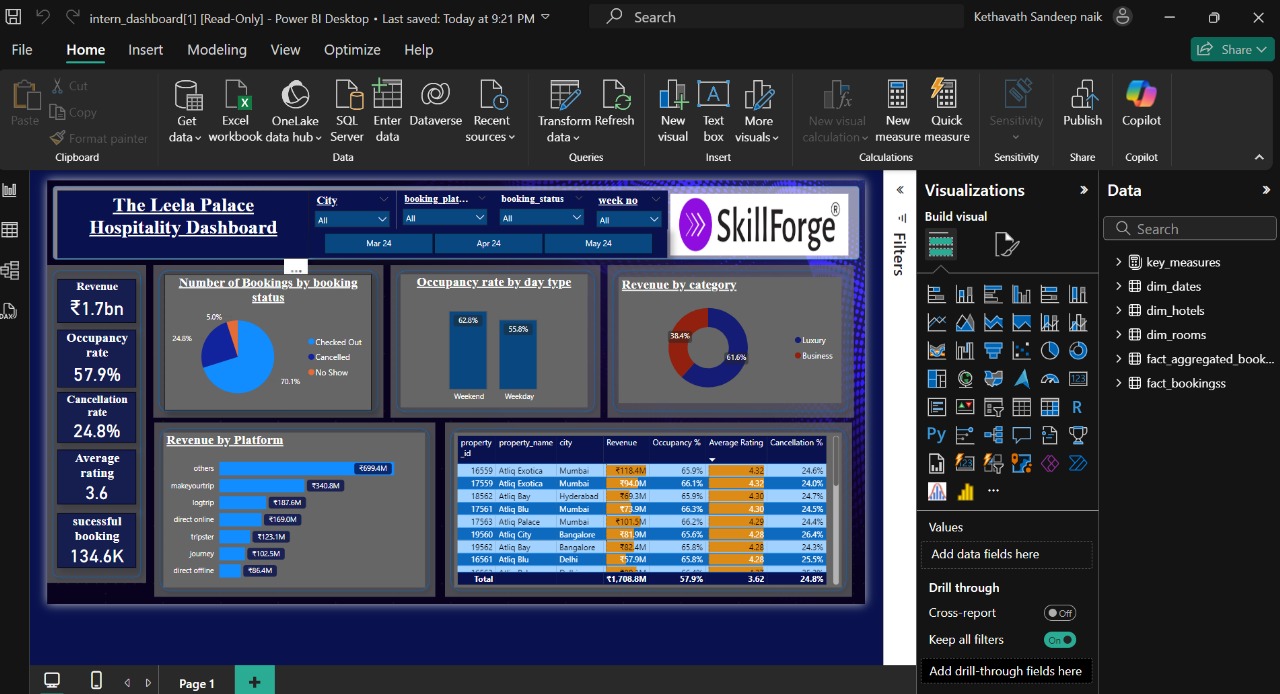 intern_dashboard[1] [Read-Only] - Power BI Desktop • Last saved: Today at 9:21 PM
Search
Kethavath Sandeep naik
File Home Insert Modeling View Optimize Help
Share
Paste
Cut
Copy
Format painter
Clipboard
Get data
Excel workbook
OneLake data hub
SQL Server
Enter data
Dataverse
Recent sources
Data
Transform data
Refresh
Queries
New visual
Text box
More visuals
Insert
New visual calculation
New measure
Quick measure
Calculations
Sensitivity
Sensitivity
Publish
Share
Copilot
Copilot
The Leela Palace
Hospitality Dashboard
City
All
booking_plat...
All
booking_status
All
week no
All
Mar 24 Apr 24 May 24
SkillForge®
Revenue
₹1.7bn
Occupancy
rate
57.9%
Cancellation
rate
24.8%
Average
rating
3.6
sucessful
booking
134.6K
Number of Bookings by booking
status
5.0%
24.8%
70.1%
Checked Out
Cancelled
No Show
Occupancy rate by day type
62.8%
55.8%
Weekend Weekday
Revenue by category
38.4%
61.6%
Luxury
Business
Revenue by Platform
others ₹699.4M
makeyourtrip ₹340.8M
logtrip ₹187.6M
direct online ₹169.0M
tripster ₹123.1M
journey ₹102.5M
direct offline ₹86.4M
property_id property_name city Revenue Occupancy % Average Rating Cancellation %
16559 Atliq Exotica Mumbai ₹118.4M 65.9% 4.32 24.6%
17559 Atliq Exotica Mumbai ₹94.0M 66.1% 4.32 24.0%
18562 Atliq Bay Hyderabad ₹69.3M 65.9% 4.30 24.7%
17561 Atliq Blu Mumbai ₹73.9M 66.3% 4.30 24.5%
17563 Atliq Palace Mumbai ₹101.5M 66.2% 4.29 24.4%
19560 Atliq City Bangalore ₹81.9M 65.6% 4.28 26.4%
19562 Atliq Bay Bangalore ₹82.4M 65.8% 4.28 24.3%
16561 Atliq Blu Delhi ₹57.9M 65.8% 4.28 25.5%
Total ₹1,708.8M 57.9% 3.62 24.8%
Filters
Visualizations
Build visual
R
Py
123
Values
Add data fields here
Drill through
Cross-report Off
Keep all filters On
Add drill-through fields here
Data
Search
key_measures
dim_dates
dim_hotels
dim_rooms
fact_aggregated_book...
fact_bookingss
DAX
Page 1